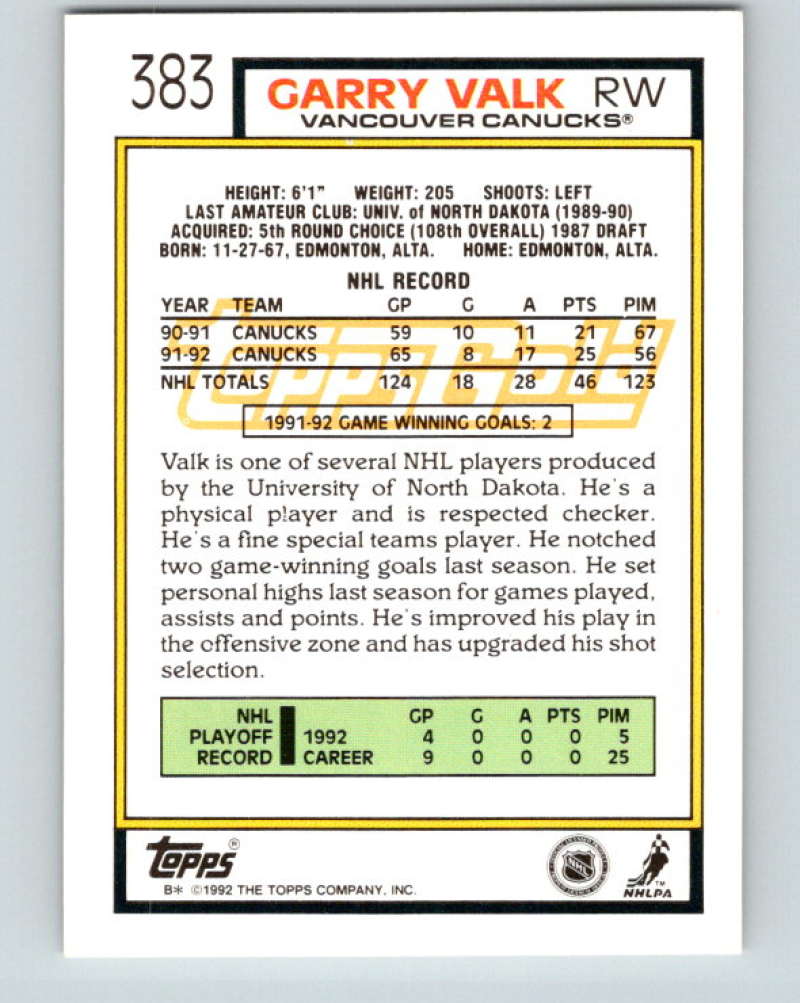 383 GARRY VALK RW
VANCOUVER CANUCKS®
HEIGHT: 6'1" WEIGHT: 205 SHOOTS: LEFT
LAST AMATEUR CLUB: UNIV. of NORTH DAKOTA (1989-90)
ACQUIRED: 5th ROUND CHOICE (108th OVERALL) 1987 DRAFT
BORN: 11-27-67, EDMONTON, ALTA. HOME: EDMONTON, ALTA.
NHL RECORD
YEAR TEAM GP G A PTS PIM
90-91 CANUCKS 59 10 11 21 67
91-92 CANUCKS 65 8 17 25 56
NHL TOTALS 124 18 28 46 123
Topps Gold
1991-92 GAME WINNING GOALS: 2
Valk is one of several NHL players produced
by the University of North Dakota. He's a
physical player and is respected checker.
He's a fine special teams player. He notched
two game-winning goals last season. He set
personal highs last season for games played,
assists and points. He's improved his play in
the offensive zone and has upgraded his shot
selection.
NHL GP G A PTS PIM
PLAYOFF 1992 4 0 0 0 5
RECORD CAREER 9 0 0 0 25
TOPPS®
B* ©1992 THE TOPPS COMPANY, INC.
NHL
TM
NHLPA